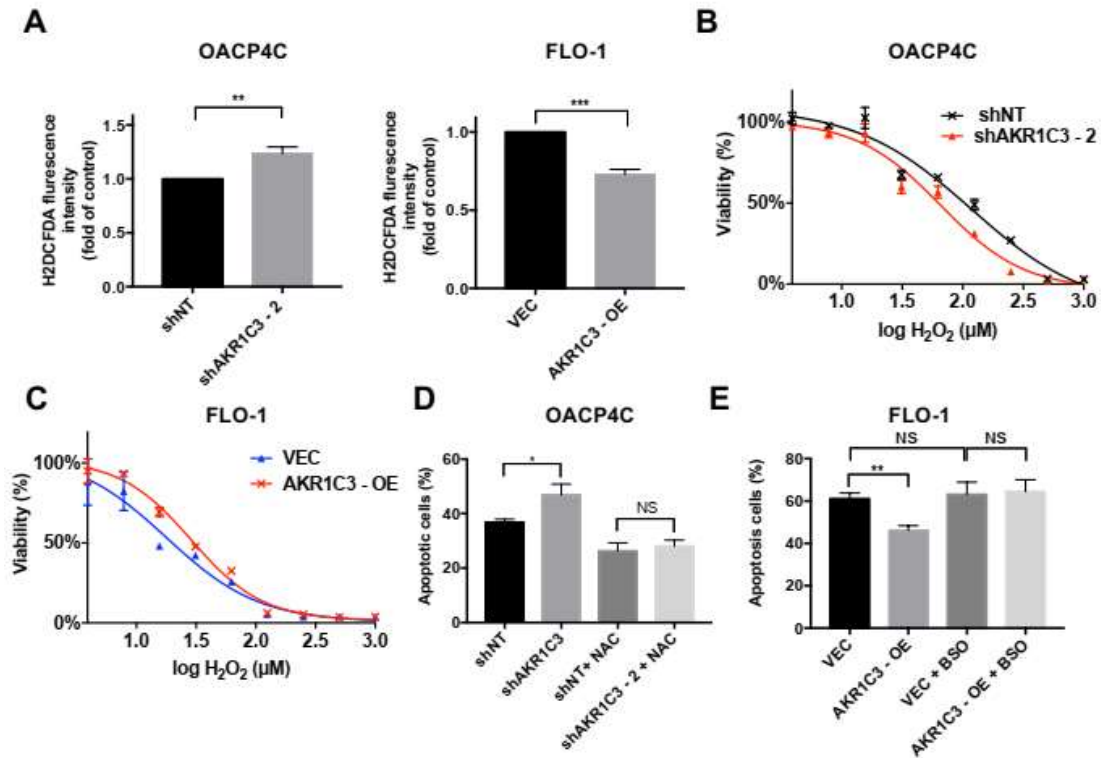 A
OACP4C
H2DCFDA flurescence
intensity
(fold of control)
1.5
1.0
0.5
0.0
**
shNT
shAKR1C3 - 2
FLO-1
H2DCFDA flurescence
intensity
(fold of control)
1.0
0.5
0.0
***
VEC
AKR1C3 - OE
B
OACP4C
Viability (%)
100%
50%
0%
shNT
shAKR1C3 - 2
1.0 1.5 2.0 2.5 3.0
log H₂O₂ (μM)
C
FLO-1
Viability (%)
100%
50%
0%
VEC
AKR1C3 - OE
1.0 1.5 2.0 2.5 3.0
log H₂O₂ (μM)
D
OACP4C
Apoptotic cells (%)
60
40
20
0
*
NS
shNT
shAKR1C3
shNT+ NAC
shAKR1C3 - 2 + NAC
E
FLO-1
Apoptosis cells (%)
80
60
40
20
0
NS
NS
**
VEC
AKR1C3 - OE
VEC + BSO
AKR1C3 - OE + BSO